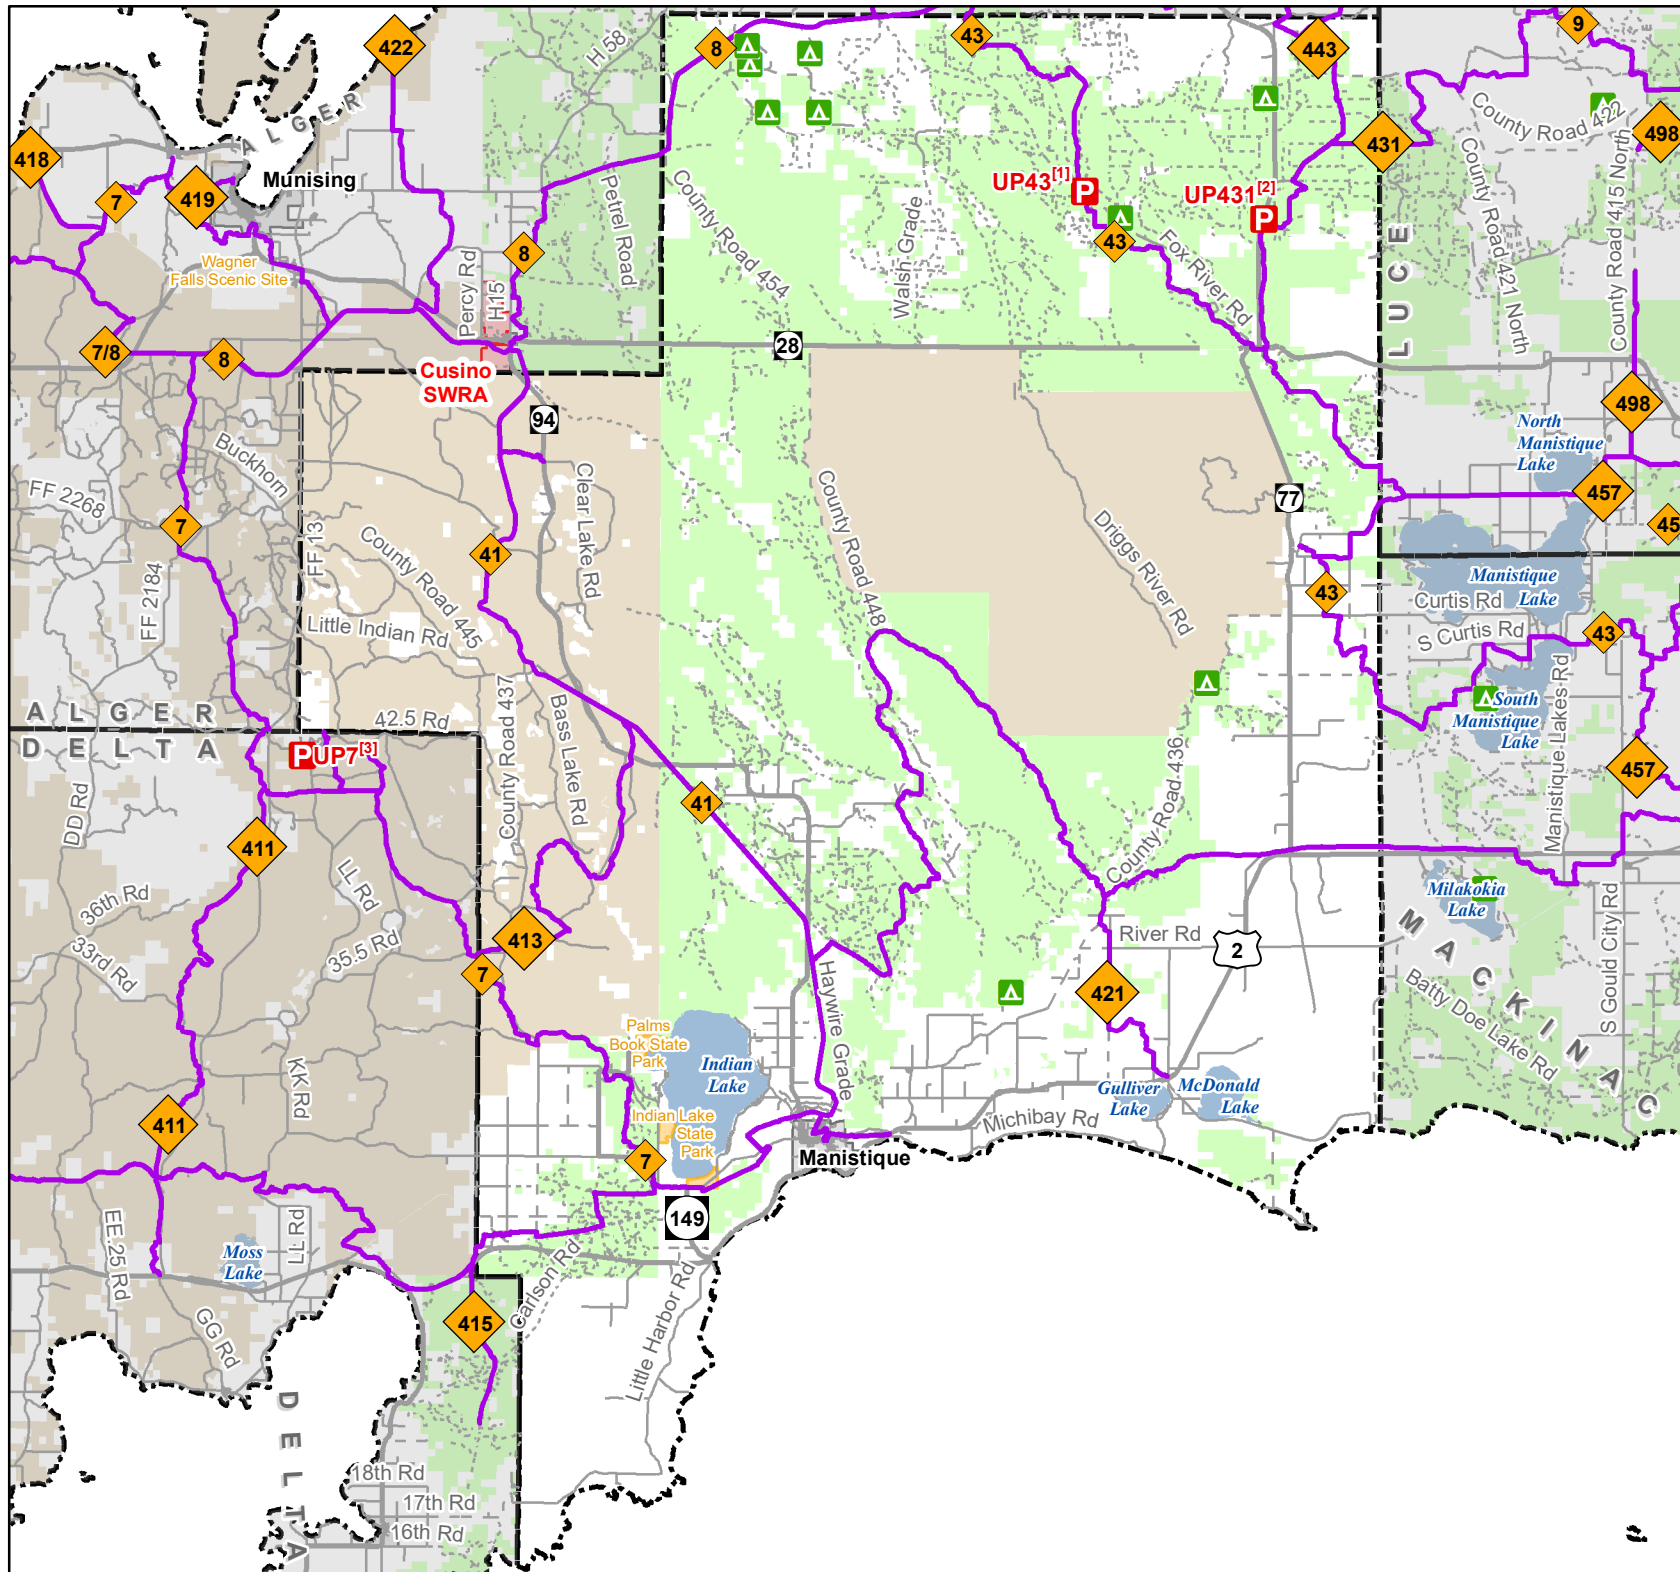 422
418
7
419
ALGER
Munising
Wagner
Falls Scenic Site
7/8
8
H 58
8
8
Percy Rd
H15
Petrel Road
Cusino
SWRA
43
443
9
County Road 422
498
431
UP43[1]
P
UP431[2]
P
43
County Road 454
Walsh Grade
Fox River Rd
LUCE
County Road 421 North
County Road 415 North
28
94
77
498
North
Manistique
Lake
457
45
Buckhorn
FF 2268
7
FF 13
FF 2184
County Road 445
41
Clear Lake Rd
County Road 448
Driggs River Rd
Manistique
Lake
Curtis Rd
S Curtis Rd
43
43
Little Indian Rd
ALGER
DELTA
42.5 Rd
P UP7[3]
County Road 437
Bass Lake Rd
South
Manistique
Lake
Manistique Lakes Rd
457
41
County Road 436
DD Rd
411
LL Rd
36th Rd
33rd Rd
35.5 Rd
413
7
Milakokia
Lake
MACKINAC
S Gould City Rd
Batty Doe Lake Rd
River Rd
2
421
Haywire Grade
KK Rd
Palms
Book State
Park
Indian
Lake
Indian Lake
State
Park
Gulliver
Lake
McDonald
Lake
Michibay Rd
411
7
Manistique
149
EE.25 Rd
LL Rd
Moss
Lake
GG Rd
Carlson Rd
Little Harbor Rd
415
DELTA
18th Rd
17th Rd
16th Rd